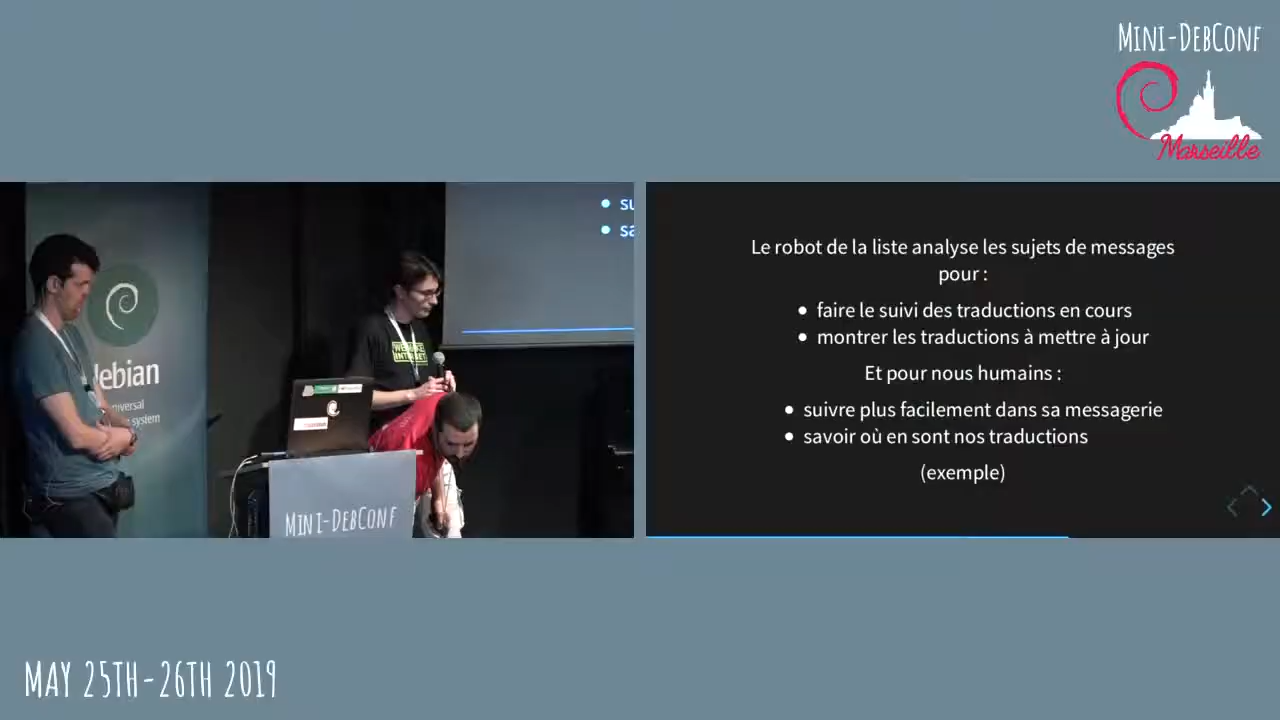 Mini-DebConf
Marseille
su
sa
debian
Le robot de la liste analyse les sujets de messages
pour :
faire le suivi des traductions en cours
montrer les traductions à mettre à jour
Et pour nous humains :
suivre plus facilement dans sa messagerie
savoir où en sont nos traductions
(exemple)
Mini-DebConf
May 25th-26th 2019